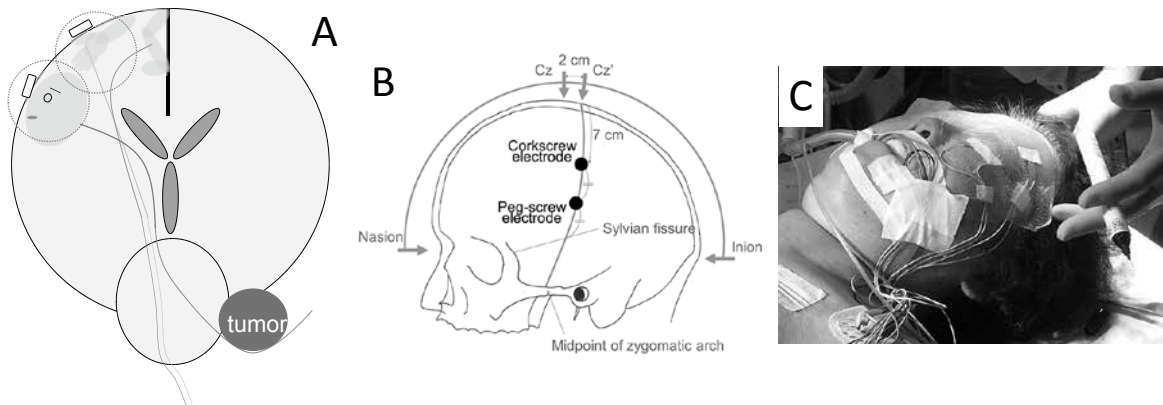 A
tumor
B
2 cm
Cz
Cz'
7 cm
Corkscrew
electrode
Peg-screw
electrode
Nasion
Sylvian fissure
Inion
Midpoint of zygomatic arch
C